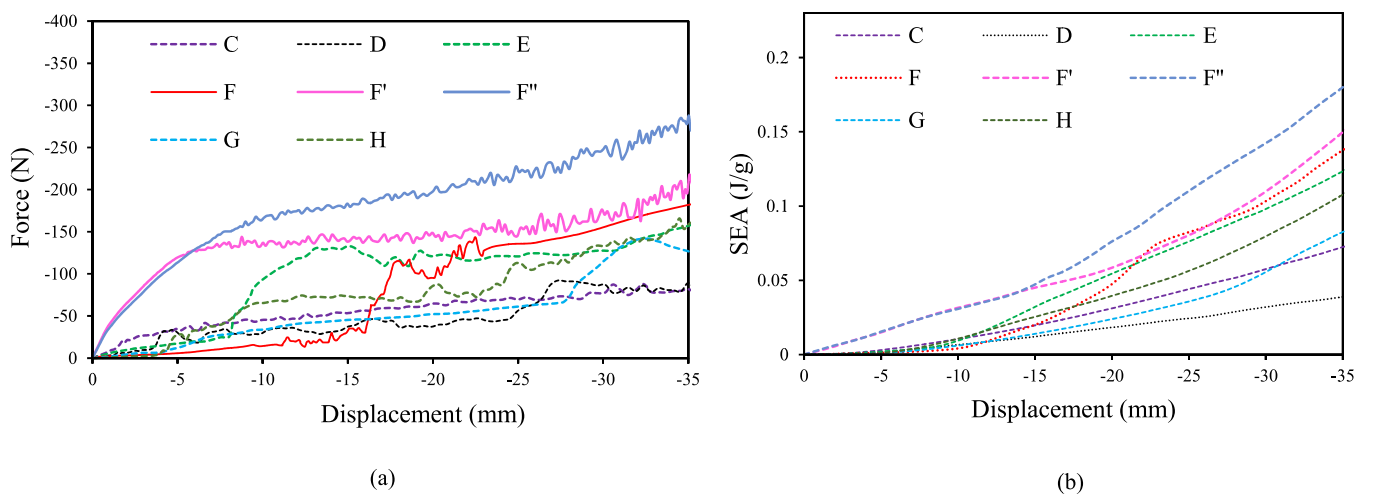 -400
-350
-300
-250
-200
-150
-100
-50
0
Force (N)
C D E
F F' F"
G H
0 -5 -10 -15 -20 -25 -30 -35
Displacement (mm)
(a)
0.2
0.15
0.1
0.05
0
SEA (J/g)
C D E
F F' F"
G H
0 -5 -10 -15 -20 -25 -30 -35
Displacement (mm)
(b)